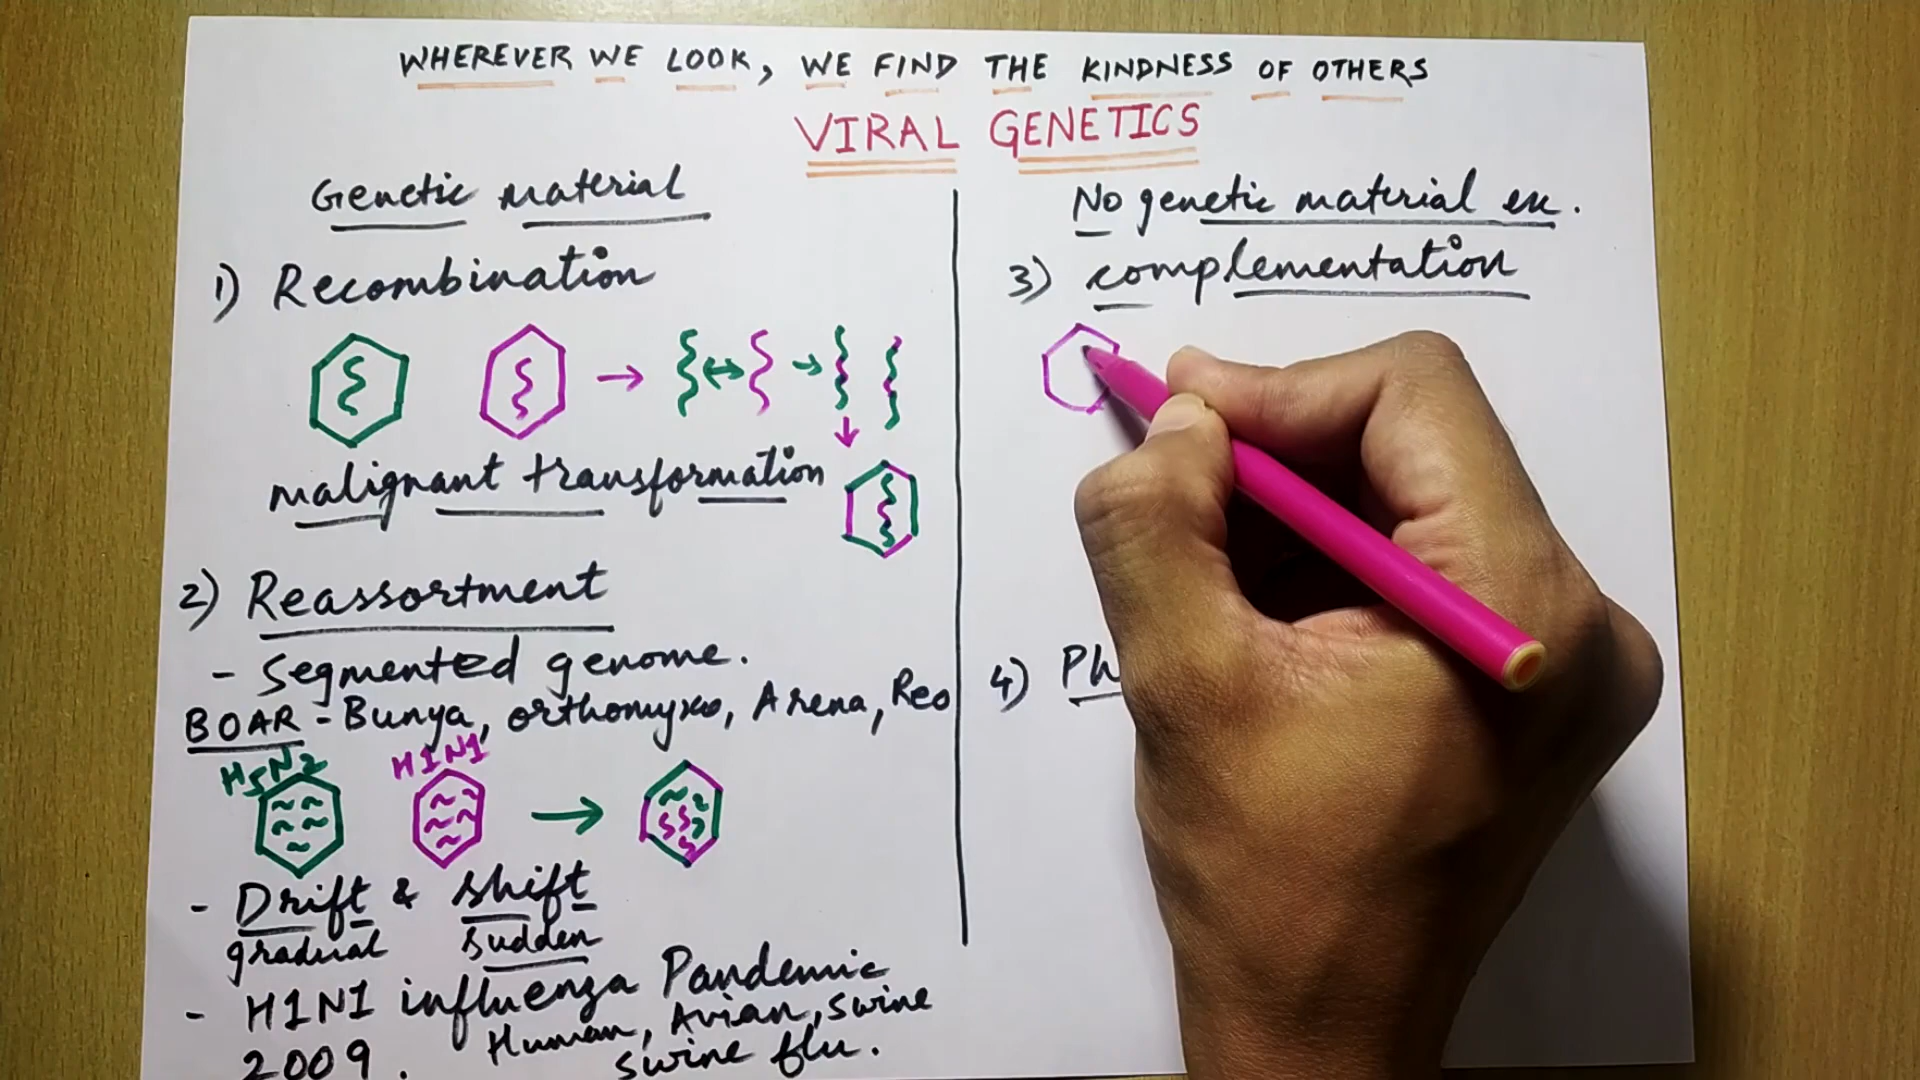 WHEREVER WE LOOK, WE FIND THE KINDNESS OF OTHERS
VIRAL GENETICS
Genetic material
1) Recombination
malignant transformation
2) Reassortment
- Segmented genome.
BOAR - Bunya, orthomyxo, Arena, Reo
H5N2 H1N1
- Drift & shift
gradual sudden
- H1N1 influenza Pandemic
2009. Human, Avian, Swine
swine flu.
No genetic material ex.
3) complementation
4) Ph